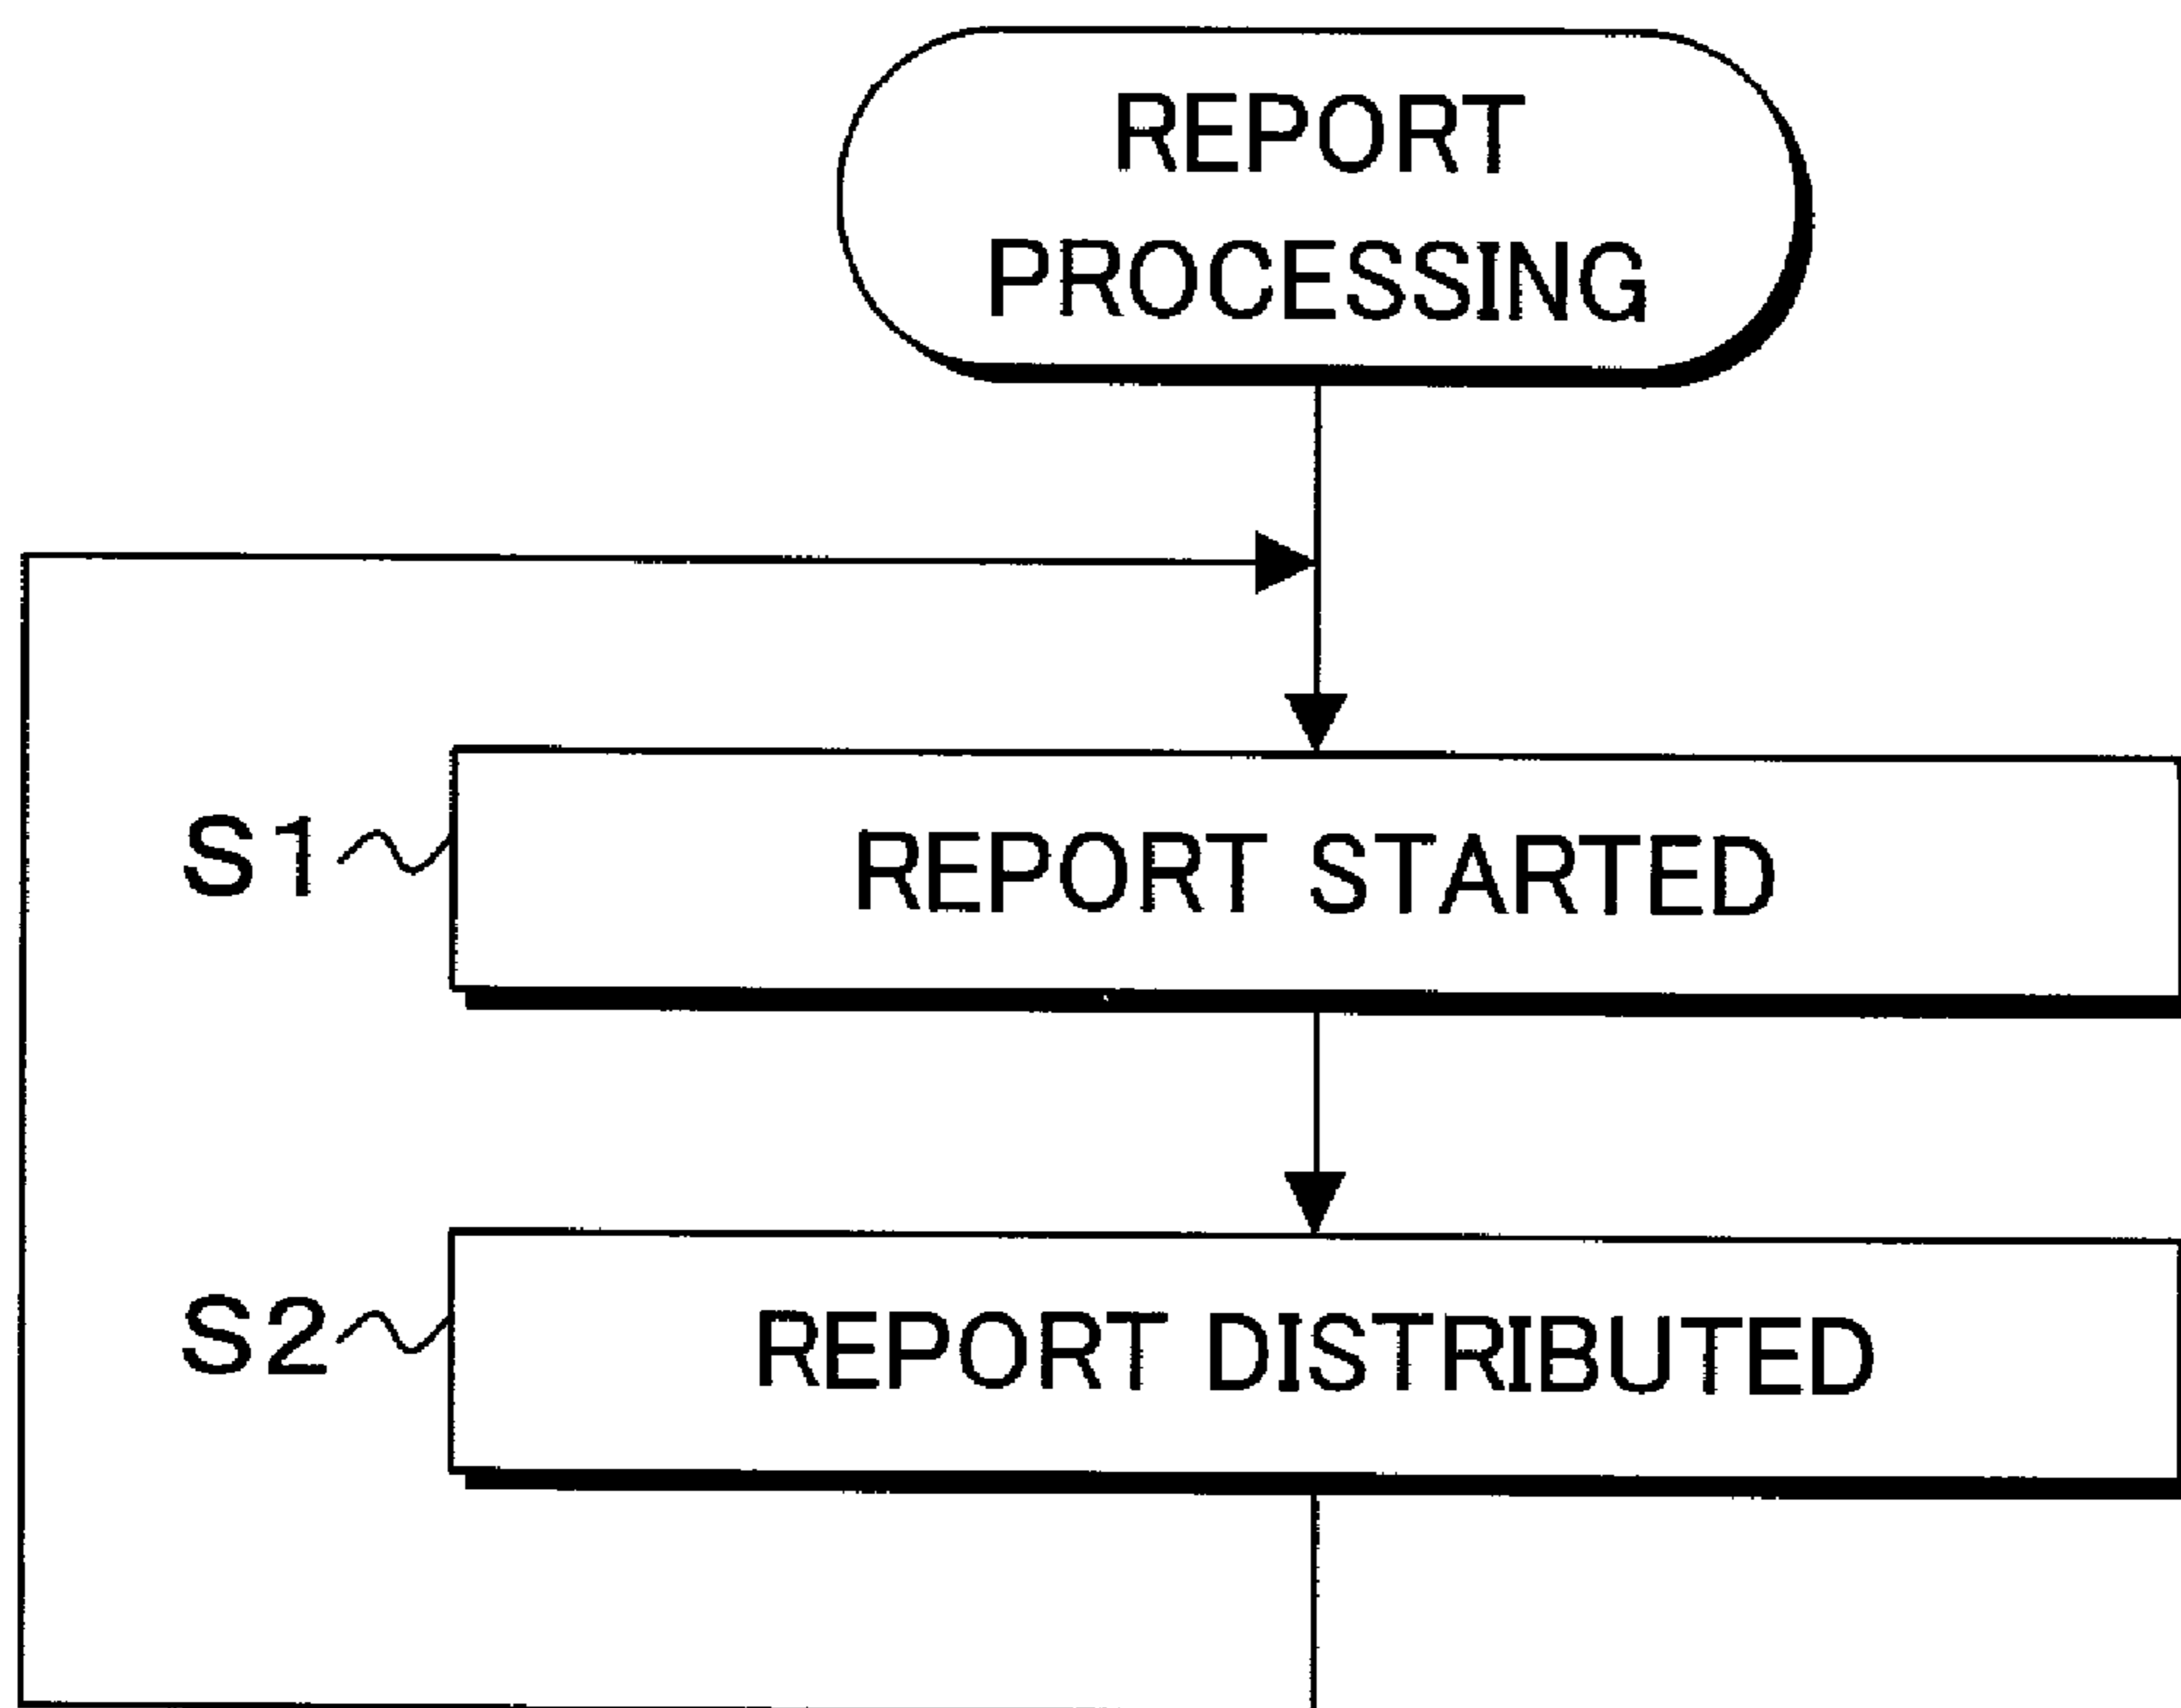 REPORT
PROCESSING
S1 REPORT STARTED
S2 REPORT DISTRIBUTED